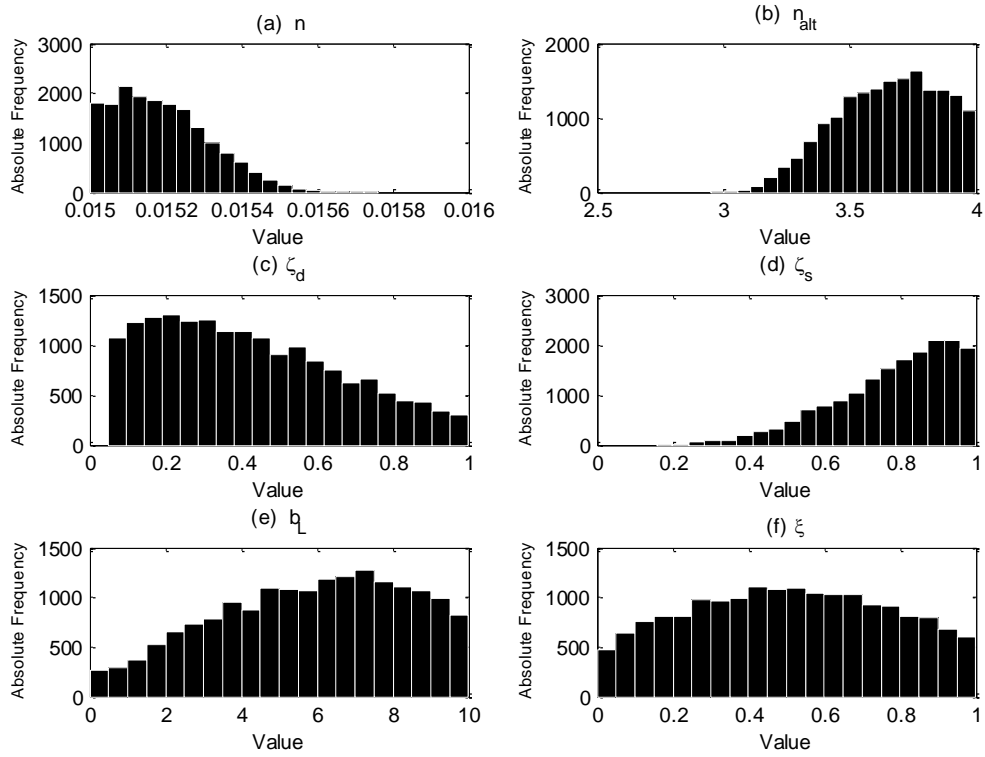 (a) n
Absolute Frequency
3000
2000
1000
0
0.015 0.0152 0.0154 0.0156 0.0158 0.016
Value
(b) n_alt
Absolute Frequency
2000
1000
0
2.5 3 3.5 4
Value
(c) ζ_d
Absolute Frequency
1500
1000
500
0
0 0.2 0.4 0.6 0.8 1
Value
(d) ζ_s
Absolute Frequency
3000
2000
1000
0
0 0.2 0.4 0.6 0.8 1
Value
(e) b_L
Absolute Frequency
1500
1000
500
0
0 2 4 6 8 10
Value
(f) ξ
Absolute Frequency
1500
1000
500
0
0 0.2 0.4 0.6 0.8 1
Value